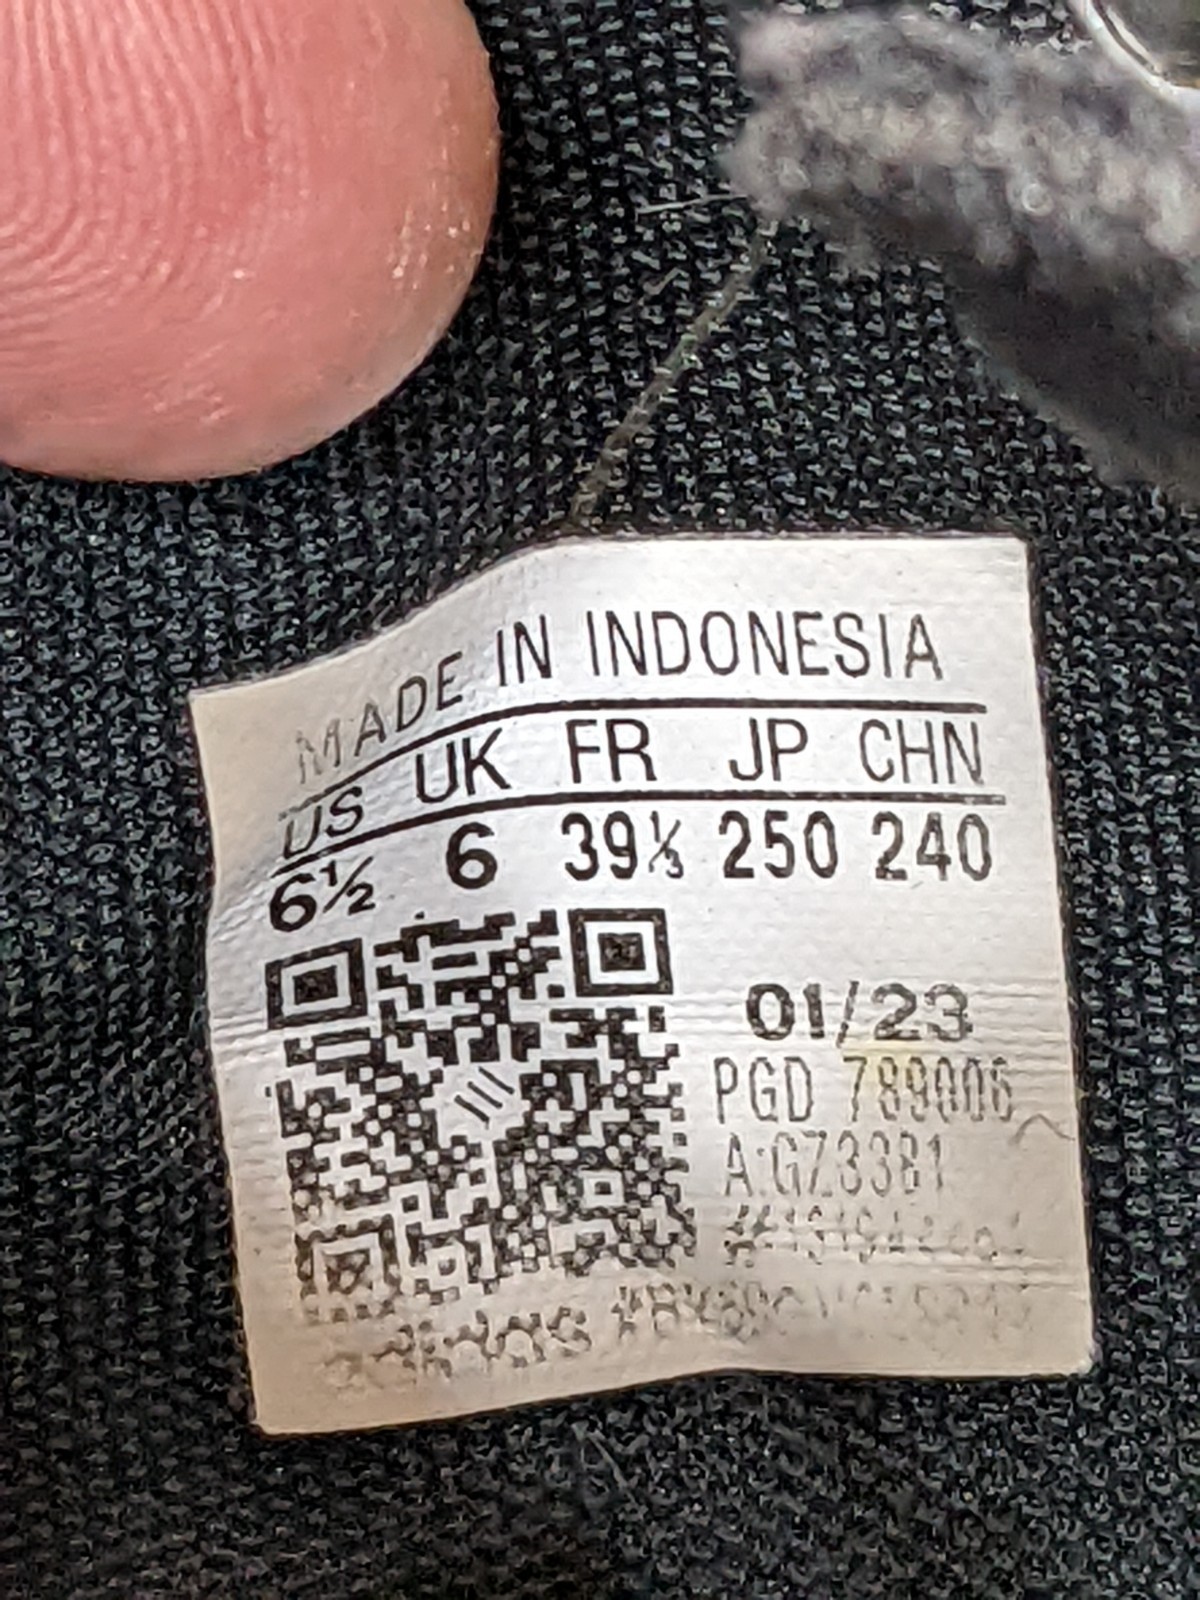 MADE IN INDONESIA
US UK FR JP CHN
6½ 6 39⅓ 250 240
01/23
PGD 789006
A:GZ3381
adidas